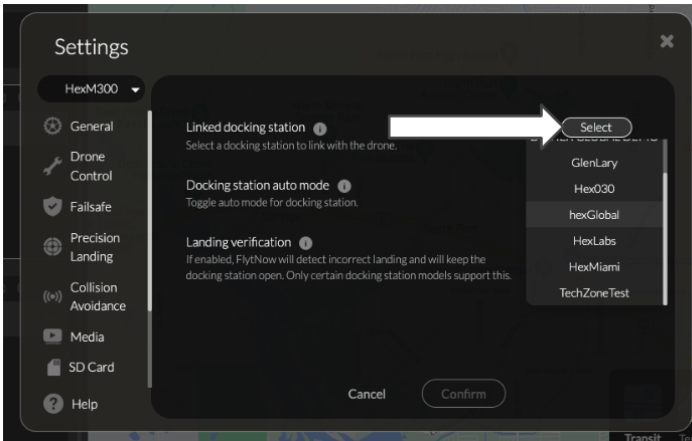 Settings
HexM300
General
Drone
Control
Failsafe
Precision
Landing
Collision
Avoidance
Media
SD Card
Help
Linked docking station
Select a docking station to link with the drone.
Docking station auto mode
Toggle auto mode for docking station.
Landing verification
If enabled, FlytNow will detect incorrect landing and will keep the
docking station open. Only certain docking station models support this.
Select
GlenLary
Hex030
hexGlobal
HexLabs
HexMiami
TechZoneTest
Cancel
Confirm
Transit